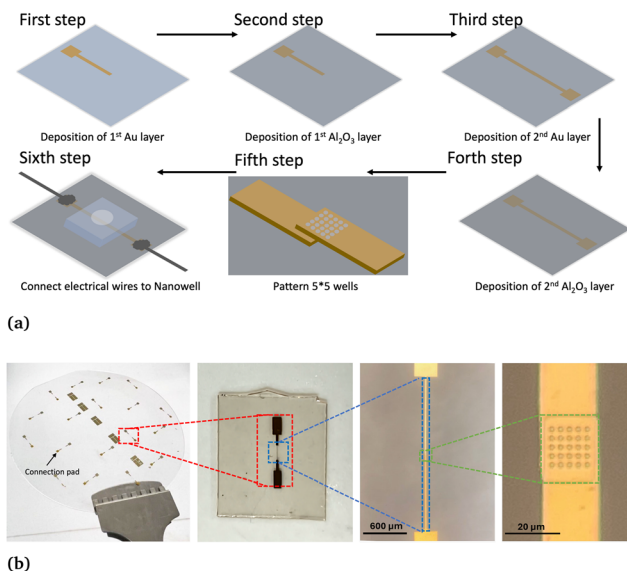 First step
Second step
Third step
Deposition of 1st Au layer
Deposition of 1st Al2O3 layer
Deposition of 2nd Au layer
Sixth step
Fifth step
Forth step
Connect electrical wires to Nanowell
Pattern 5*5 wells
Deposition of 2nd Al2O3 layer
(a)
Connection pad
600 μm
20 μm
(b)